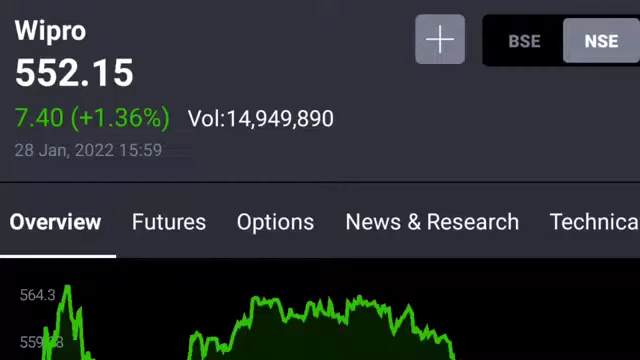 Wipro
BSE NSE
552.15
7.40 (+1.36%) Vol:14,949,890
28 Jan, 2022 15:59
Overview Futures Options News & Research Technica
564.3